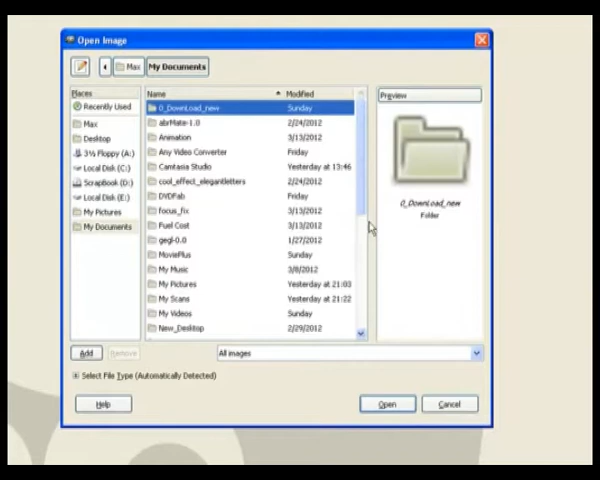 Open Image
Max My Documents
Places
Recently Used
Max
Desktop
3½ Floppy (A:)
Local Disk (C:)
ScrapBook (D:)
Local Disk (E:)
My Pictures
My Documents
Name Modified
0_DownLoad_new Sunday
abrMate-1.0 2/24/2012
Animation 3/13/2012
Any Video Converter Friday
Camtasia Studio Yesterday at 13:46
cool_effect_elegantletters 2/24/2012
DVDFab Friday
focus_fix 3/13/2012
Fuel Cost 3/13/2012
gegl-0.0 1/27/2012
MoviePlus Sunday
My Music 3/8/2012
My Pictures Yesterday at 21:03
My Scans Yesterday at 21:22
My Videos Sunday
New_Desktop 2/29/2012
Preview
0_DownLoad_new
Folder
Add Remove
All images
Select File Type (Automatically Detected)
Help Open Cancel